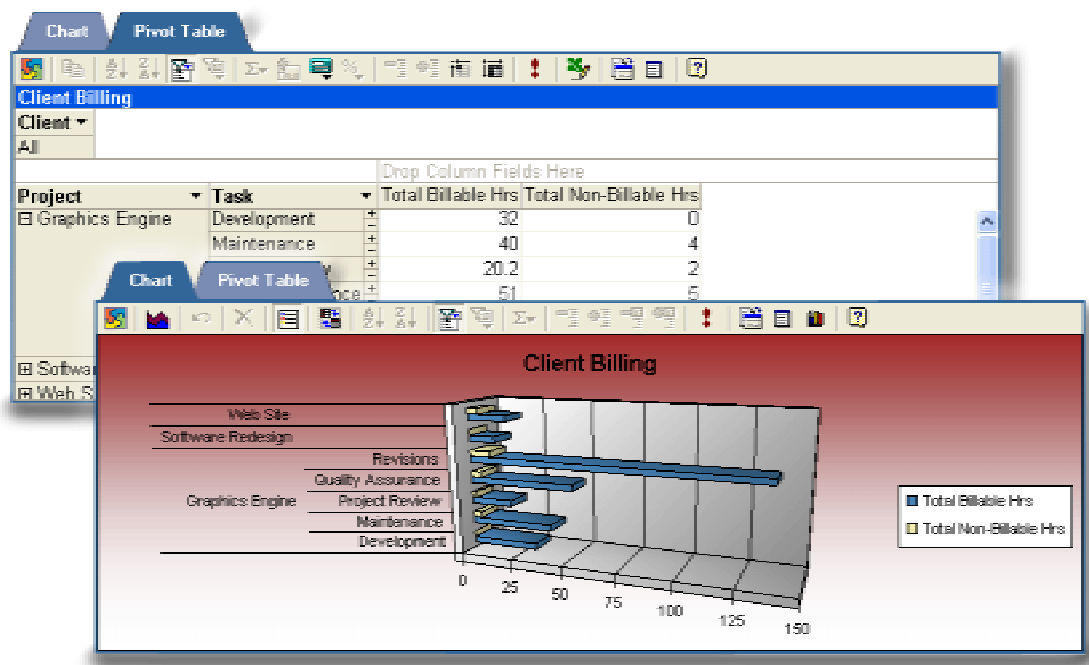 Chart Pivot Table
Client Billing
Client
All
Drop Column Fields Here
Project Task Total Billable Hrs Total Non-Billable Hrs
Graphics Engine Development 32 0
Maintenance 40 4
20.2 2
51 5
Chart Pivot Table
Client Billing
Web Site
Software Redesign
Revisions
Quality Assurance
Graphics Engine Project Review
Maintenance
Development
0 25 50 75 100 125 150
Total Billable Hrs
Total Non-Billable Hrs